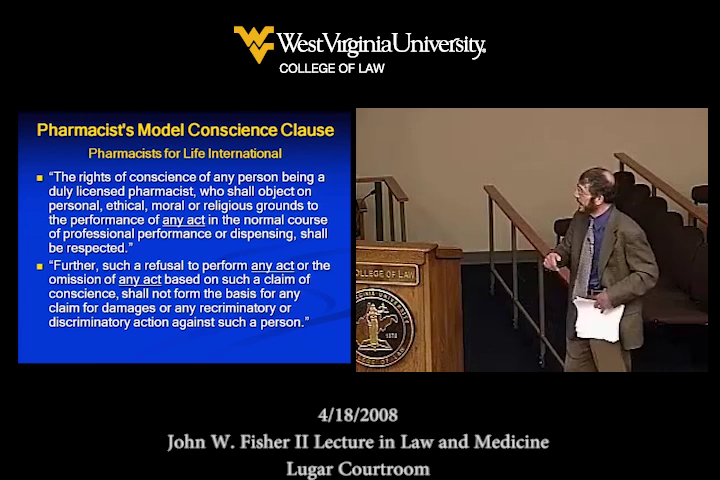 West Virginia University.
COLLEGE OF LAW
Pharmacist's Model Conscience Clause
Pharmacists for Life International
"The rights of conscience of any person being a
duly licensed pharmacist, who shall object on
personal, ethical, moral or religious grounds to
the performance of any act in the normal course
of professional performance or dispensing, shall
be respected."
"Further, such a refusal to perform any act or the
omission of any act based on such a claim of
conscience, shall not form the basis for any
claim for damages or any recriminatory or
discriminatory action against such a person."
COLLEGE OF LAW
4/18/2008
John W. Fisher II Lecture in Law and Medicine
Lugar Courtroom